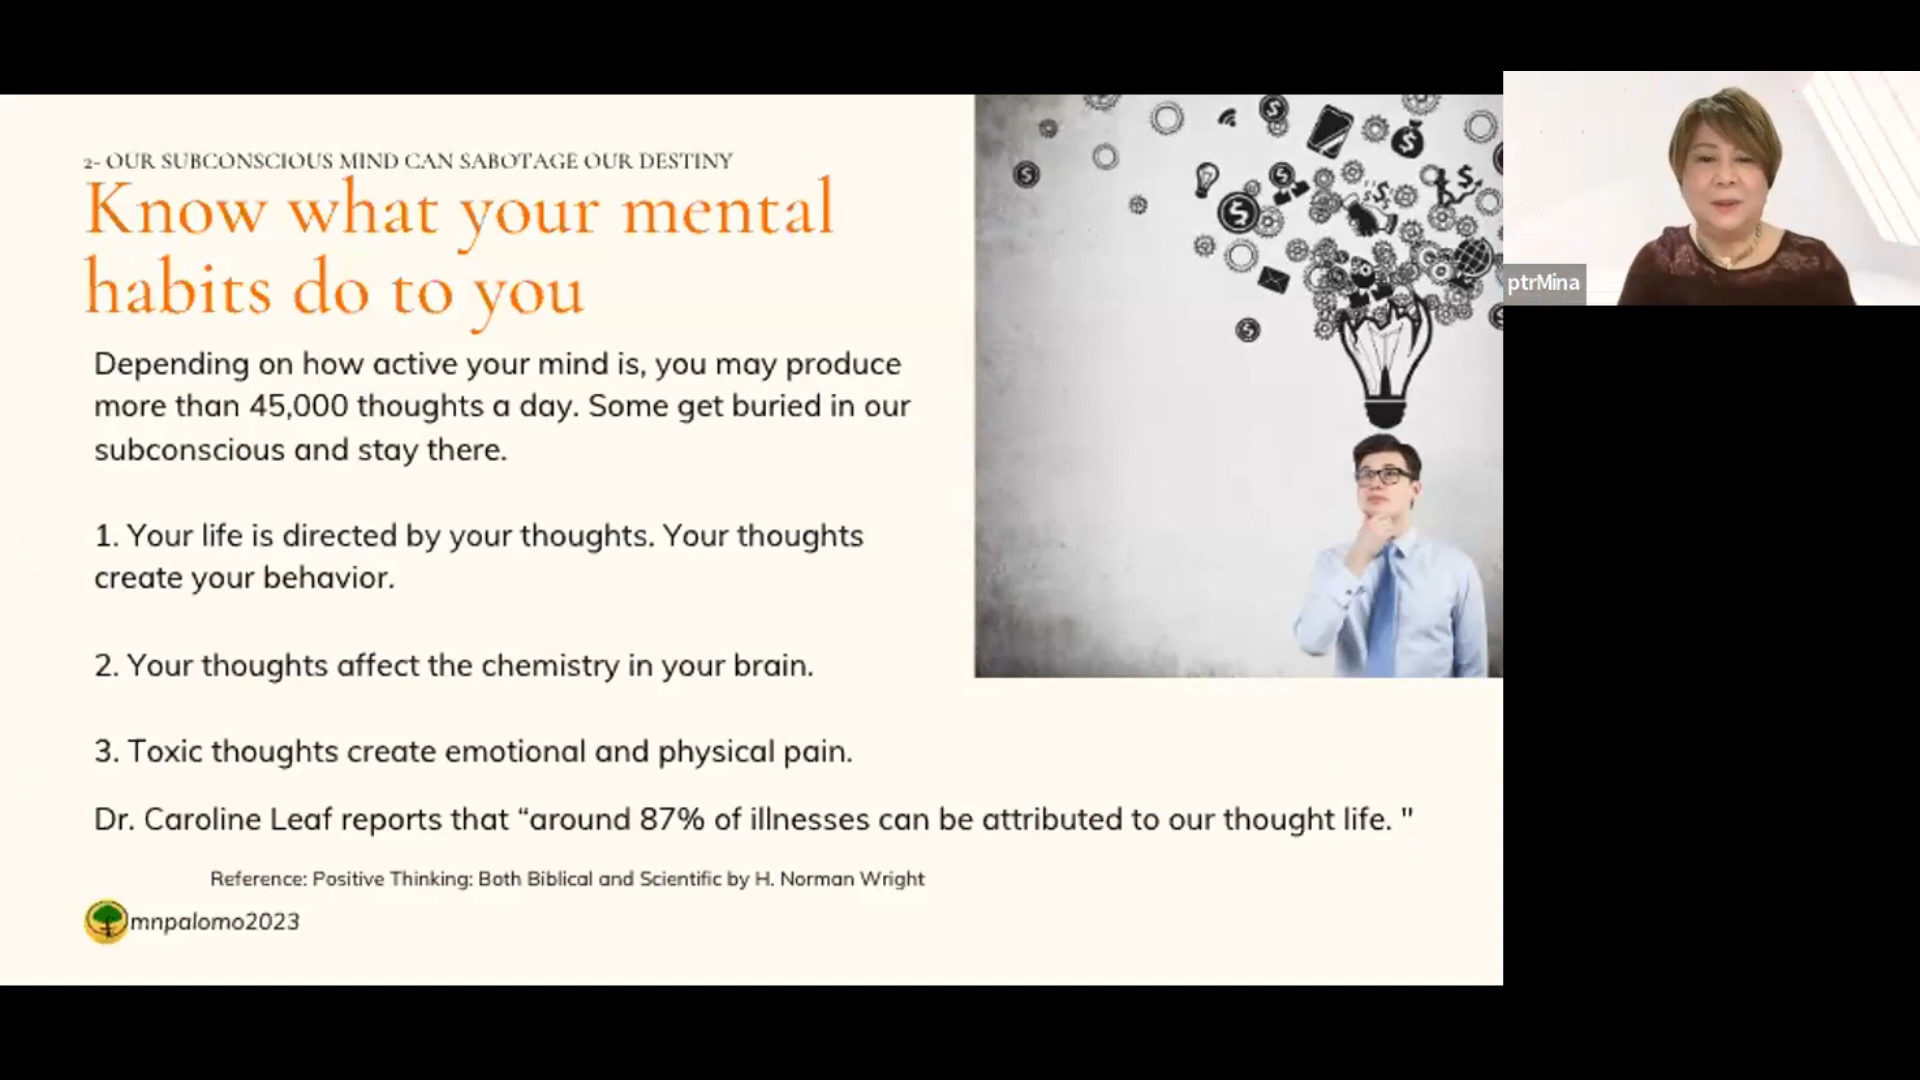 2- OUR SUBCONSCIOUS MIND CAN SABOTAGE OUR DESTINY
Know what your mental
habits do to you
Depending on how active your mind is, you may produce
more than 45,000 thoughts a day. Some get buried in our
subconscious and stay there.
1. Your life is directed by your thoughts. Your thoughts
create your behavior.
2. Your thoughts affect the chemistry in your brain.
3. Toxic thoughts create emotional and physical pain.
Dr. Caroline Leaf reports that “around 87% of illnesses can be attributed to our thought life. "
Reference: Positive Thinking: Both Biblical and Scientific by H. Norman Wright
mnpalomo2023
ptrMina